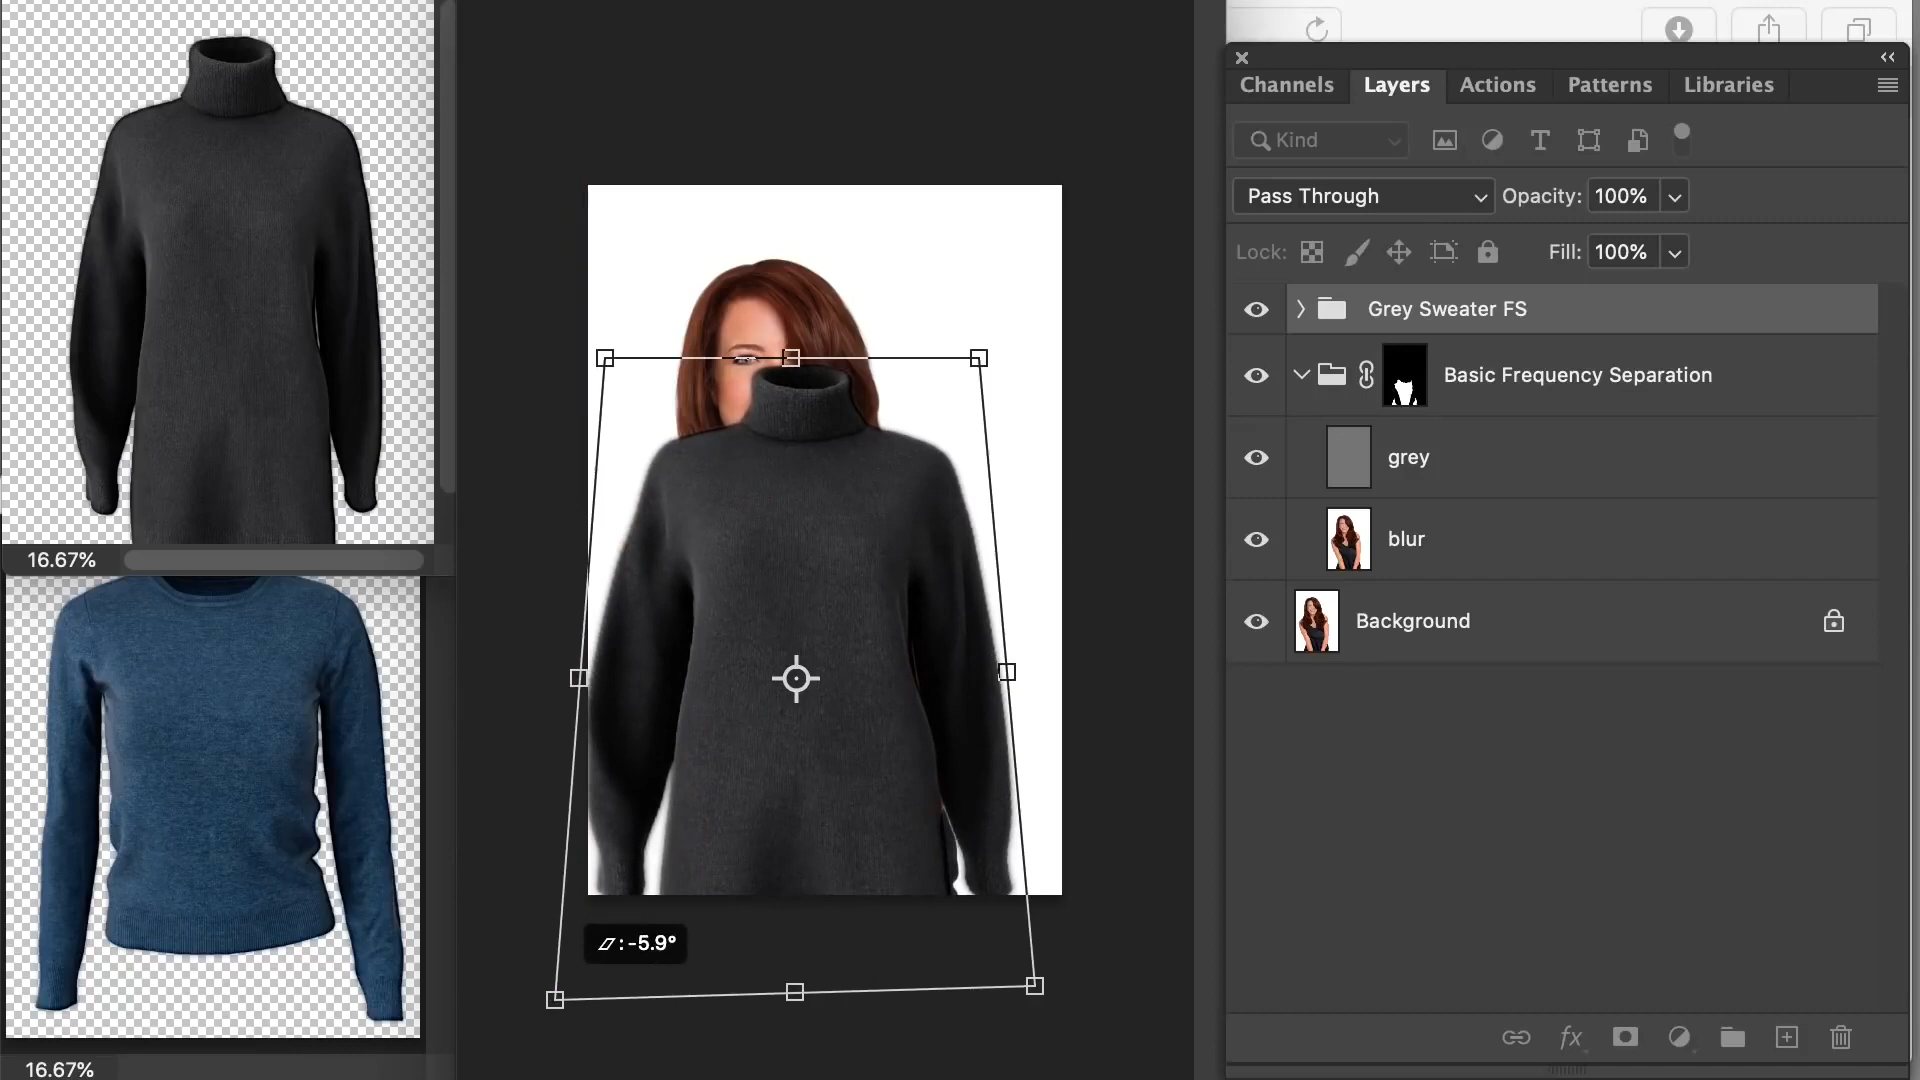 16.67%
16.67%
-5.9°
Channels Layers Actions Patterns Libraries
Kind
Pass Through Opacity: 100%
Lock: Fill: 100%
Grey Sweater FS
Basic Frequency Separation
grey
blur
Background
fx